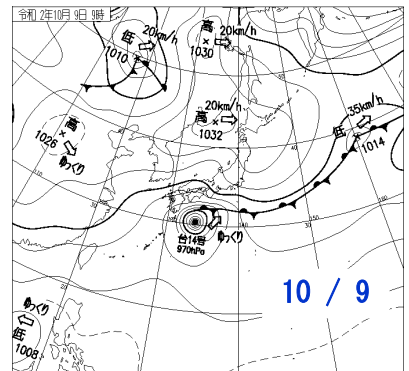 令和 2年10月 9日 9時
低
20km/h
1010
高
1030
20km/h
高
20km/h
1032
高
1026
ゆっくり
35km/h
低
1014
台14号
970hPa
ゆっくり
10 / 9
ゆっくり
低
1008